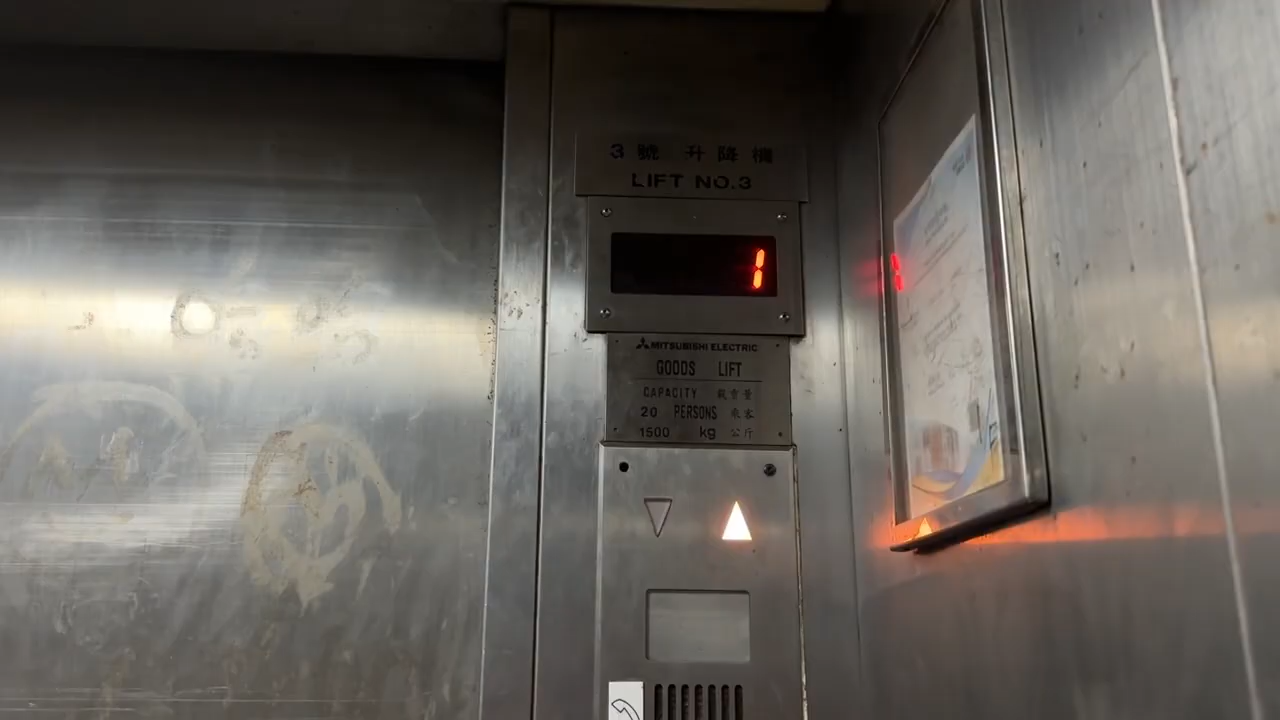 3 號 升降機
LIFT NO.3
1
MITSUBISHI ELECTRIC
GOODS LIFT
CAPACITY 載重量
20 PERSONS 乘客
1500 kg 公斤